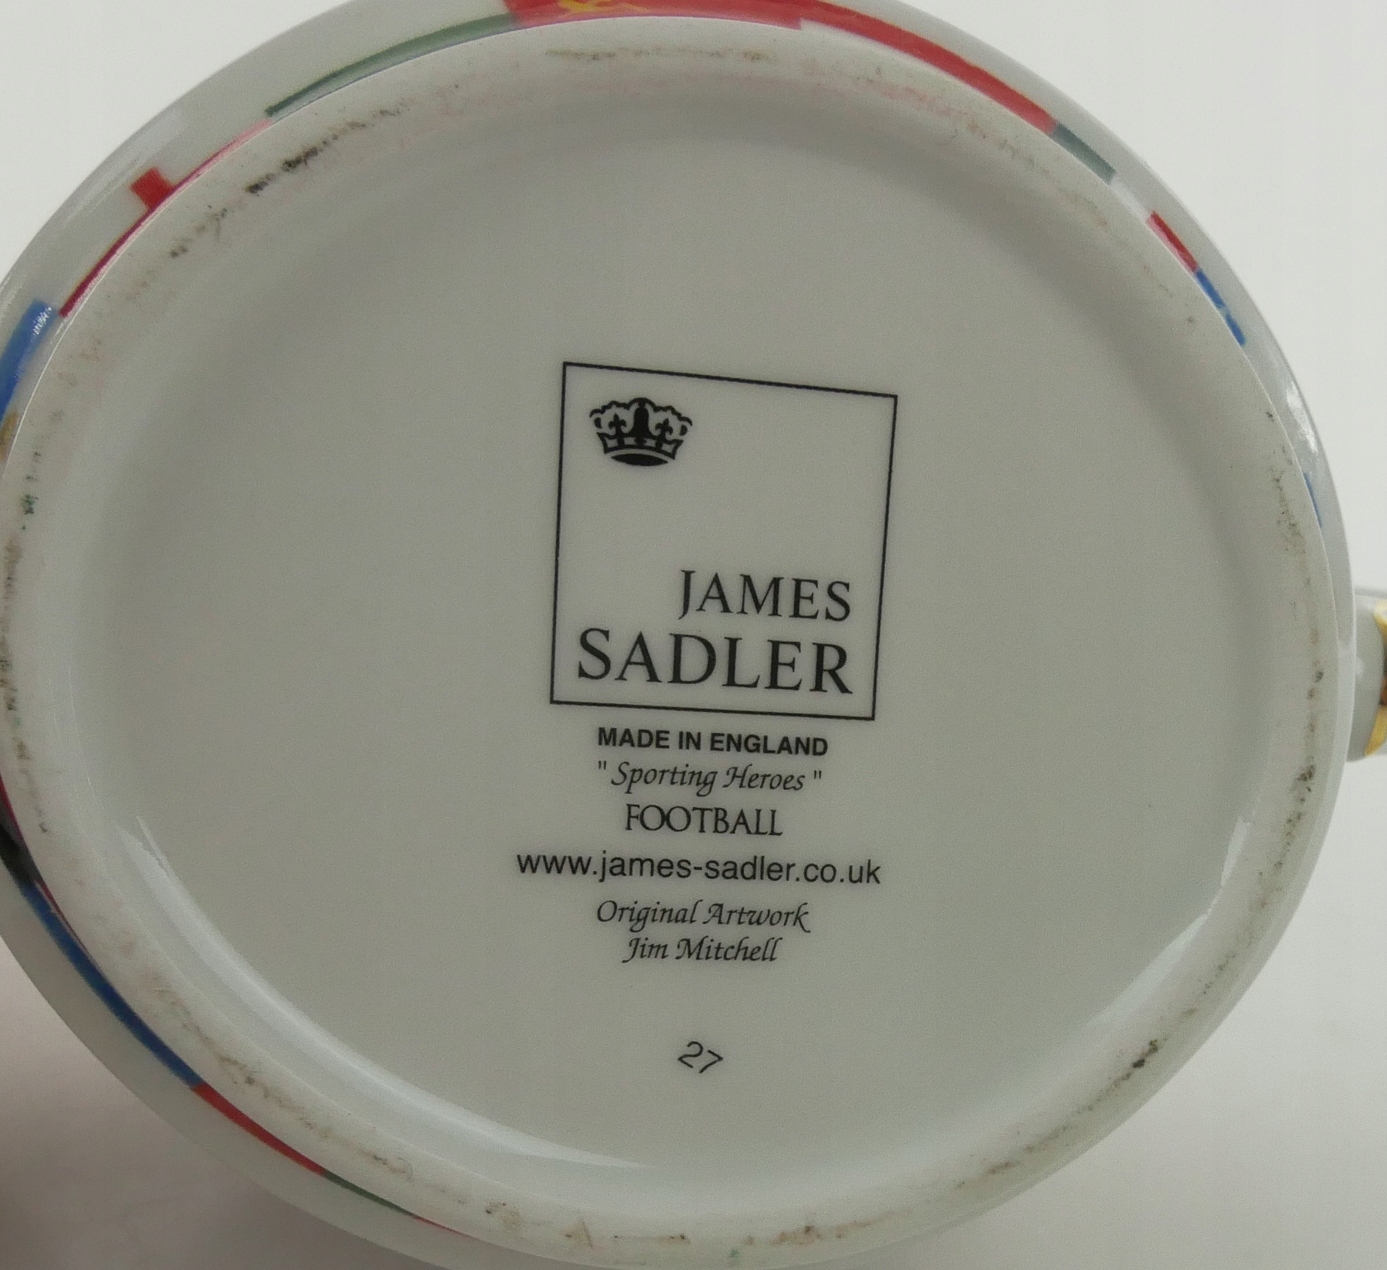 JAMES
SADLER
MADE IN ENGLAND
" Sporting Heroes "
FOOTBALL
www.james-sadler.co.uk
Original Artwork
Jim Mitchell
27